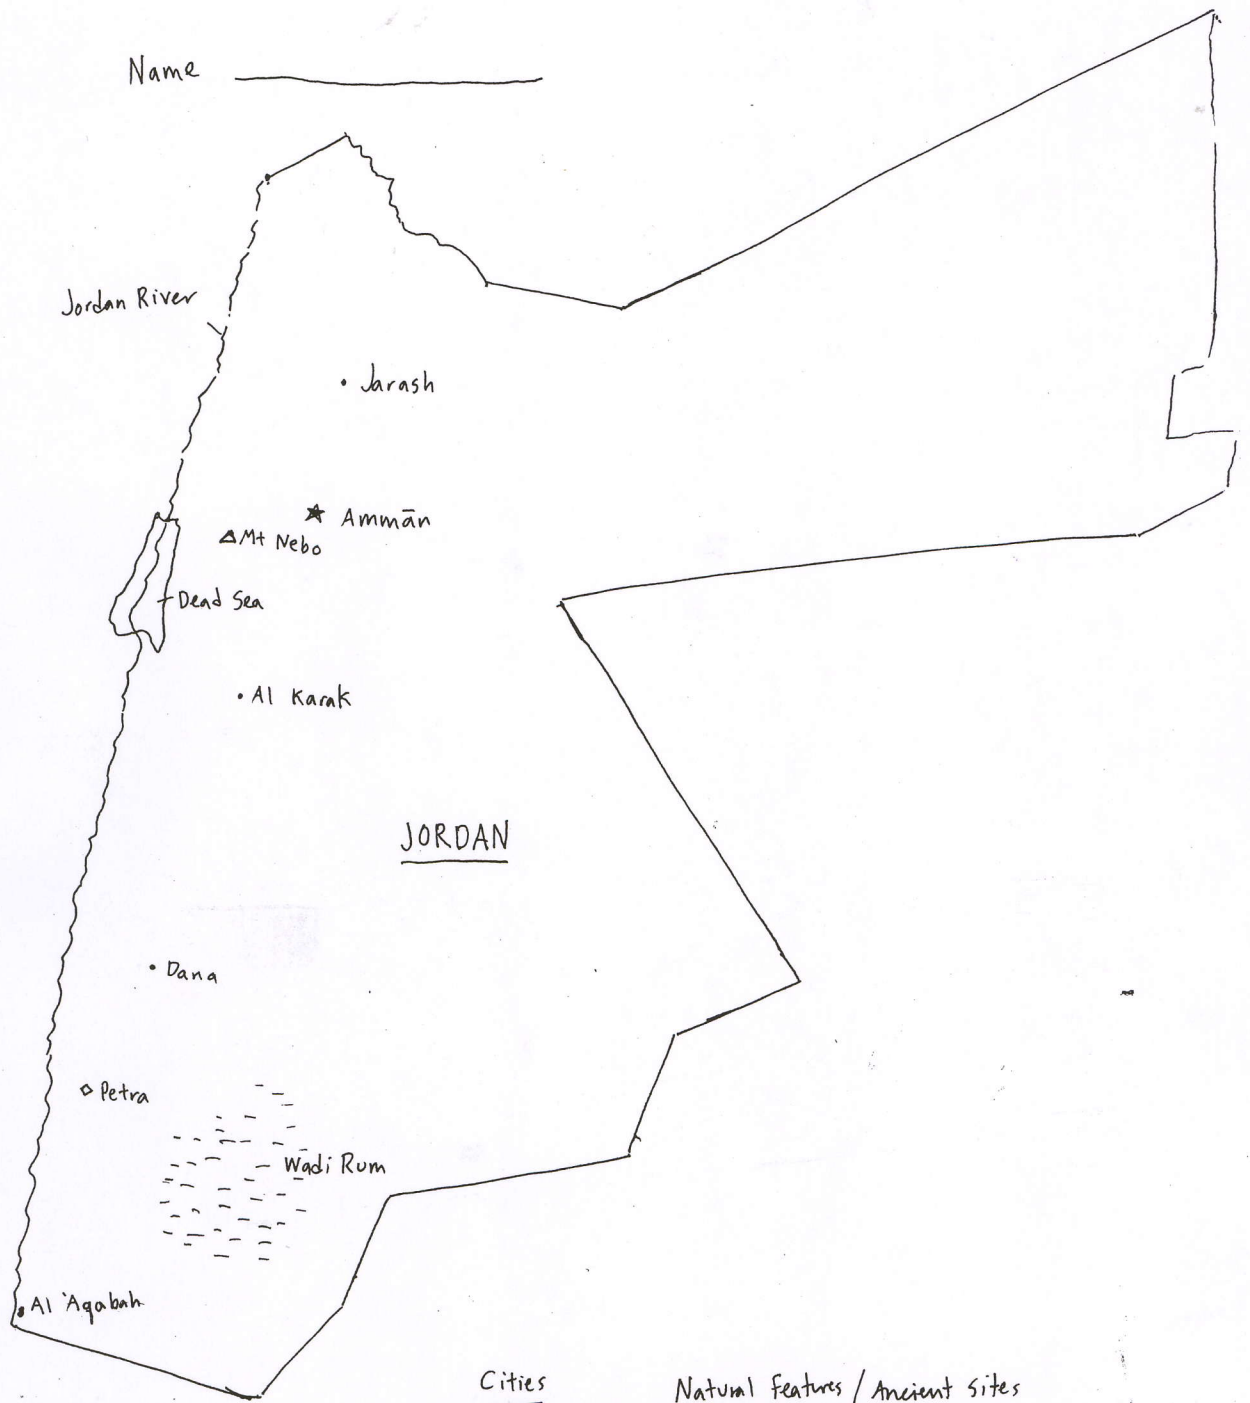 Name
Jordan River
Jarash
Ammān
Mt Nebo
Dead Sea
Al Karak
JORDAN
Dana
Petra
Wadi Rum
Al 'Aqabah
Cities
Natural Features / Ancient Sites